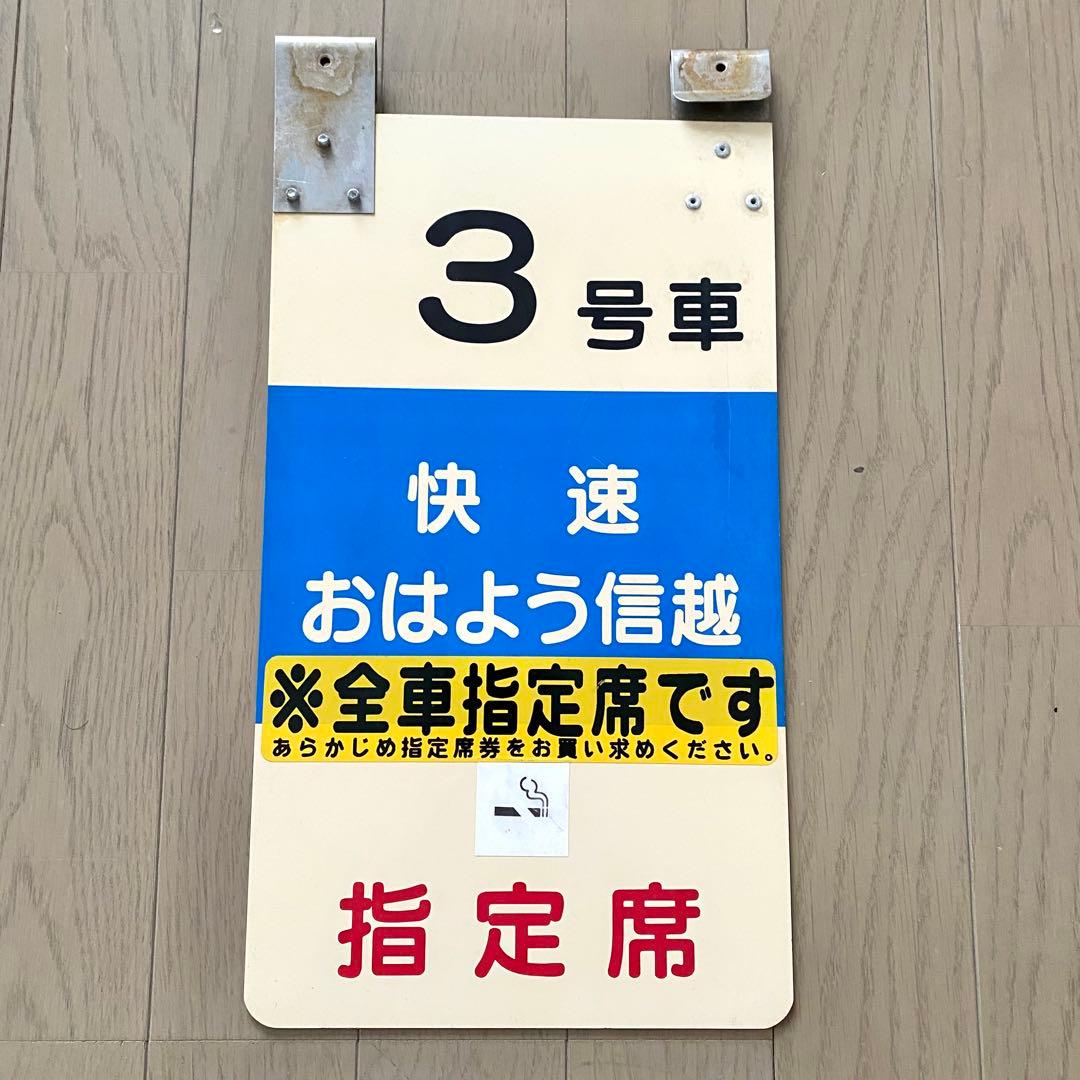 3号車
快速
おはよう信越
※全車指定席です
あらかじめ指定席券をお買い求めください。
指定席